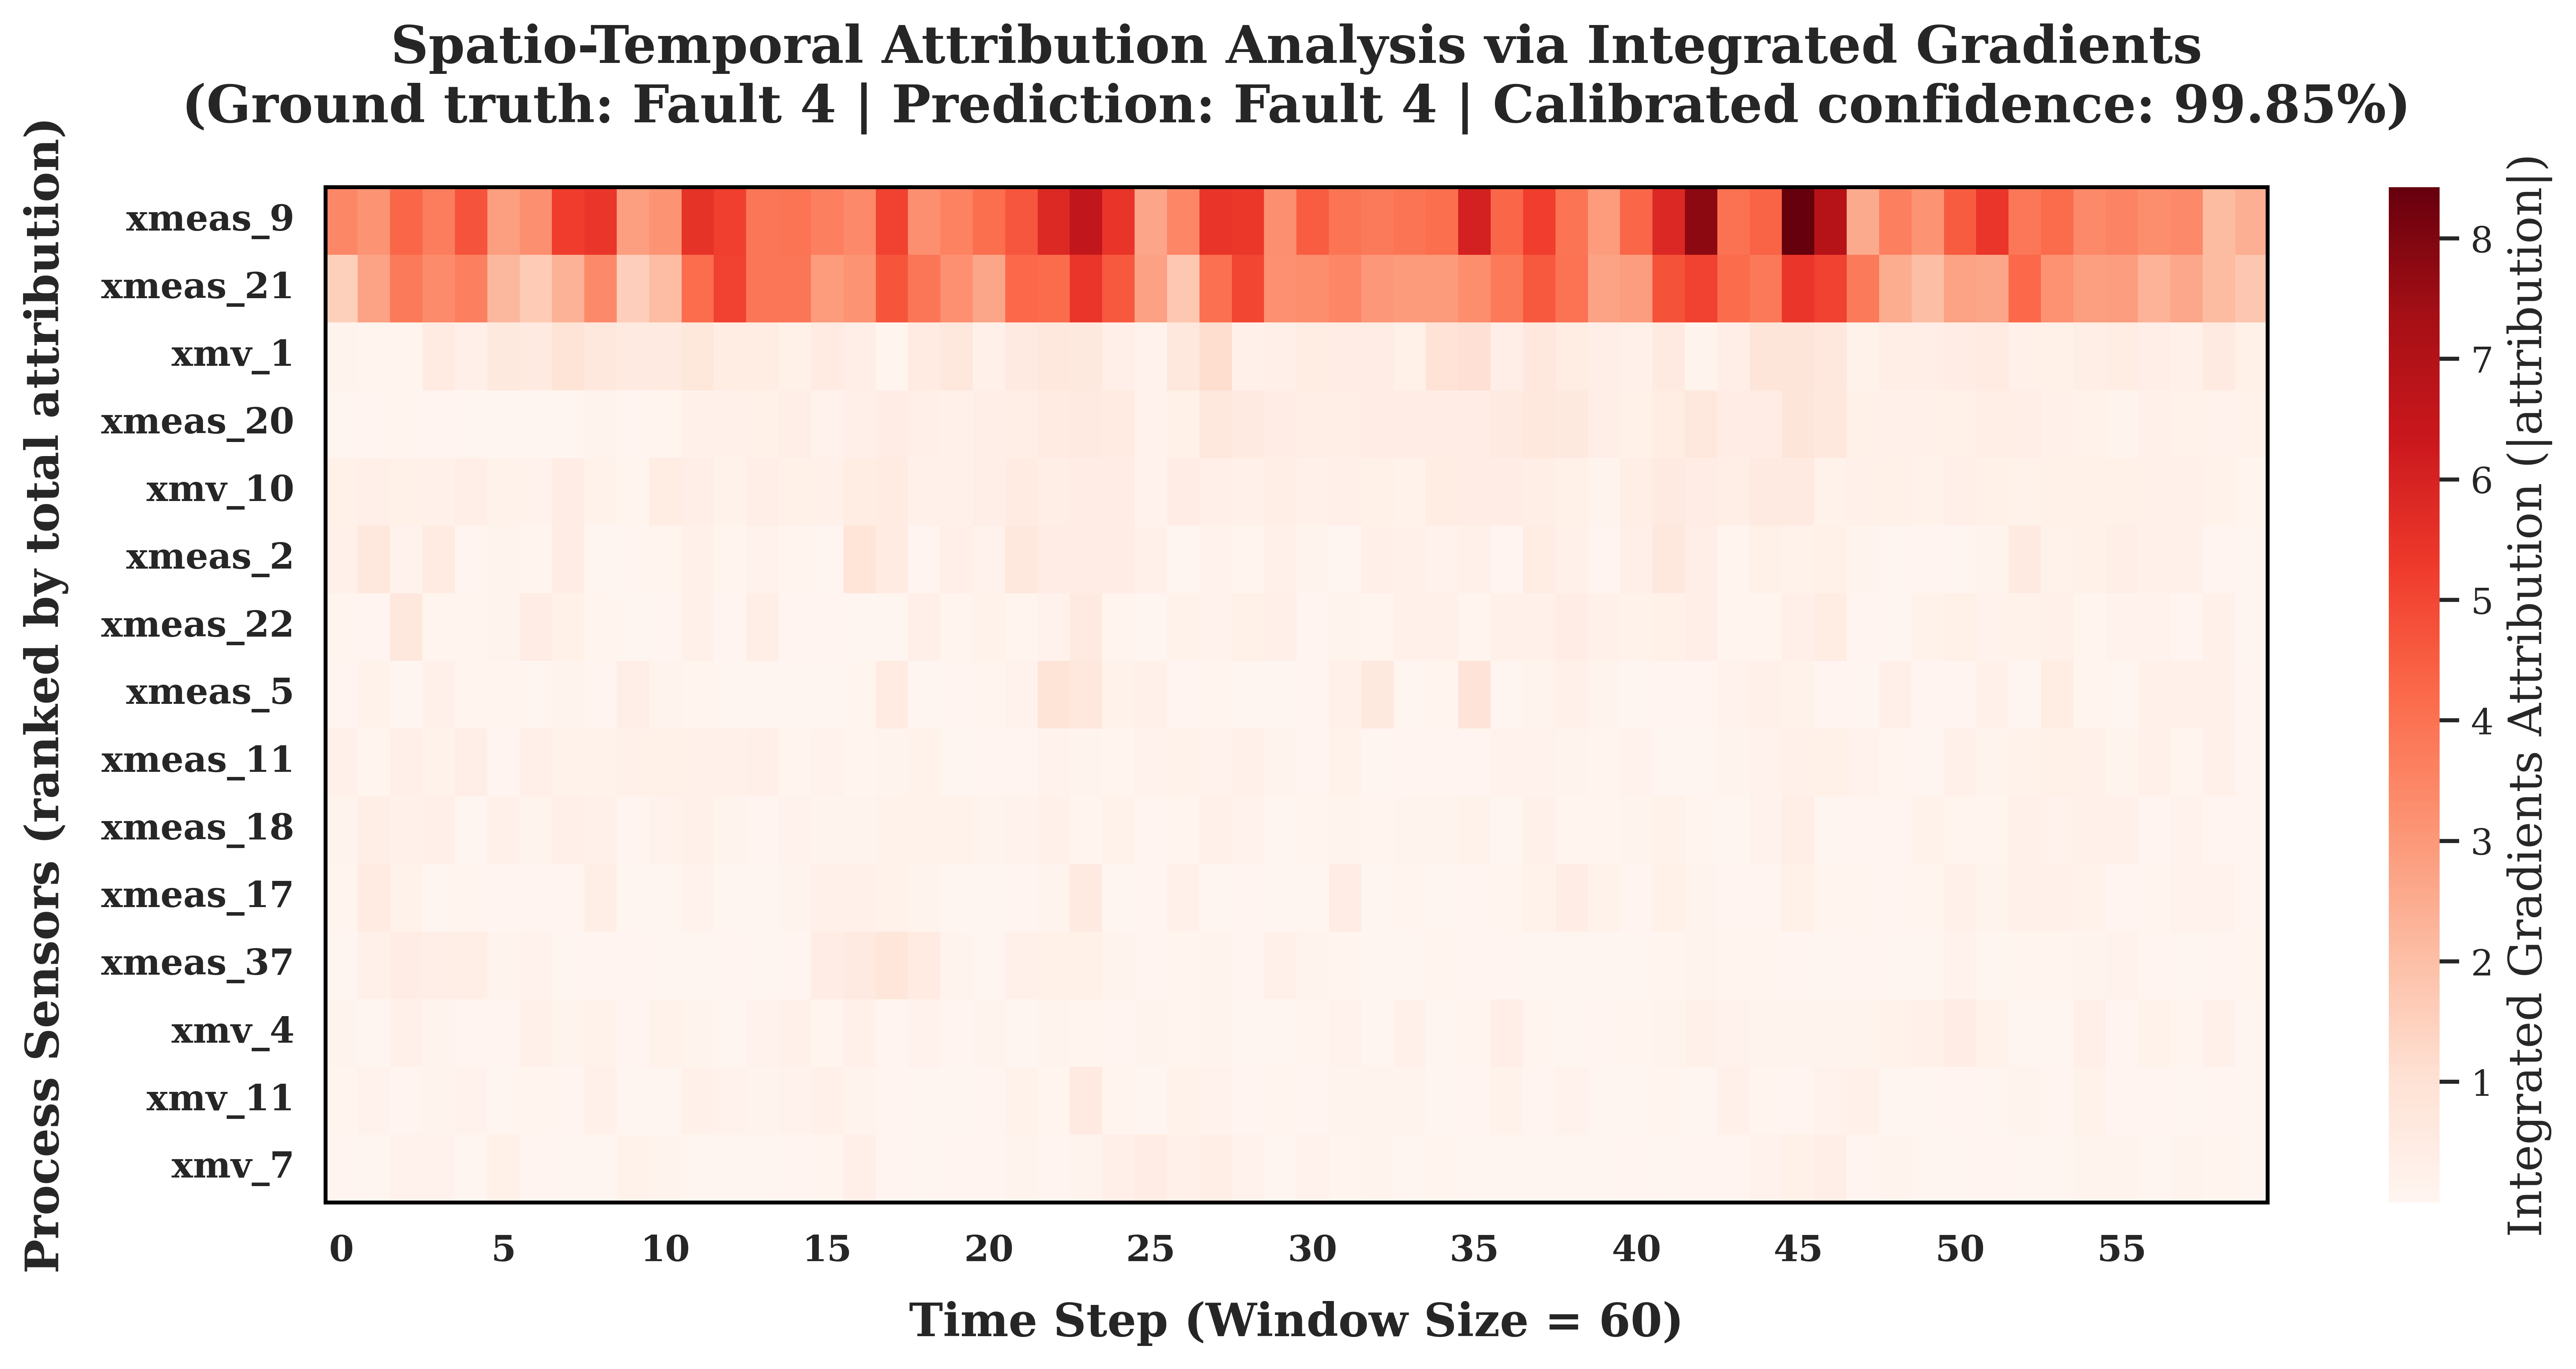 Spatio-Temporal Attribution Analysis via Integrated Gradients
(Ground truth: Fault 4 | Prediction: Fault 4 | Calibrated confidence: 99.85%)
Process Sensors (ranked by total attribution)
xmeas_9
xmeas_21
xmv_1
xmeas_20
xmv_10
xmeas_2
xmeas_22
xmeas_5
xmeas_11
xmeas_18
xmeas_17
xmeas_37
xmv_4
xmv_11
xmv_7
0 5 10 15 20 25 30 35 40 45 50 55
Time Step (Window Size = 60)
8
7
6
5
4
3
2
1
Integrated Gradients Attribution (|attribution|)